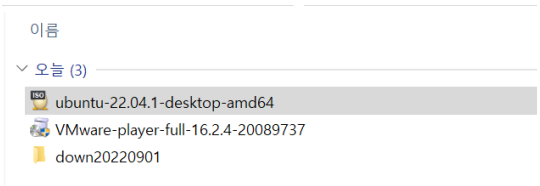 이름
오늘 (3)
ISO
ubuntu-22.04.1-desktop-amd64
VMware-player-full-16.2.4-20089737
down20220901